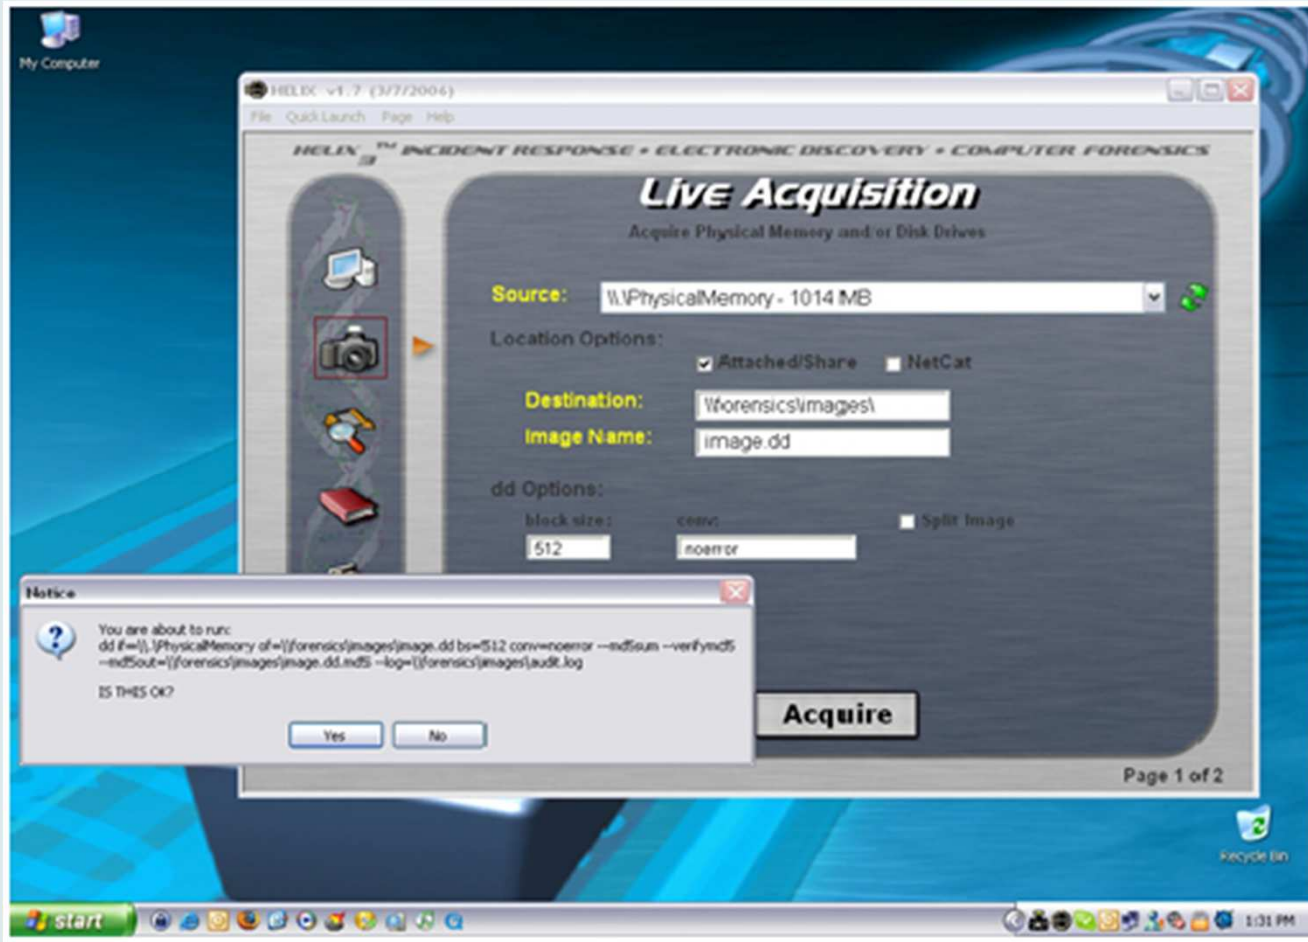 My Computer
HELIX v1.7 (3/7/2006)
File Quick Launch Page Help
HELIX3™ INCIDENT RESPONSE • ELECTRONIC DISCOVERY • COMPUTER FORENSICS
Live Acquisition
Acquire Physical Memory and/or Disk Drives
Source: \\.\PhysicalMemory - 1014 MB
Location Options:
Attached/Share NetCat
Destination: \\forensics\images\
Image Name: image.dd
dd Options:
block size: conv: Split Image
512 noerror
Notice
You are about to run:
dd if=\\.\PhysicalMemory of=\\forensics\images\image.dd bs=512 conv=noerror --md5sum --verifymd5
--md5out=\\forensics\images\image.dd.md5 --log=\\forensics\images\audit.log
IS THIS OK?
Yes No
Acquire
Page 1 of 2
Recycle Bin
start 1:31 PM